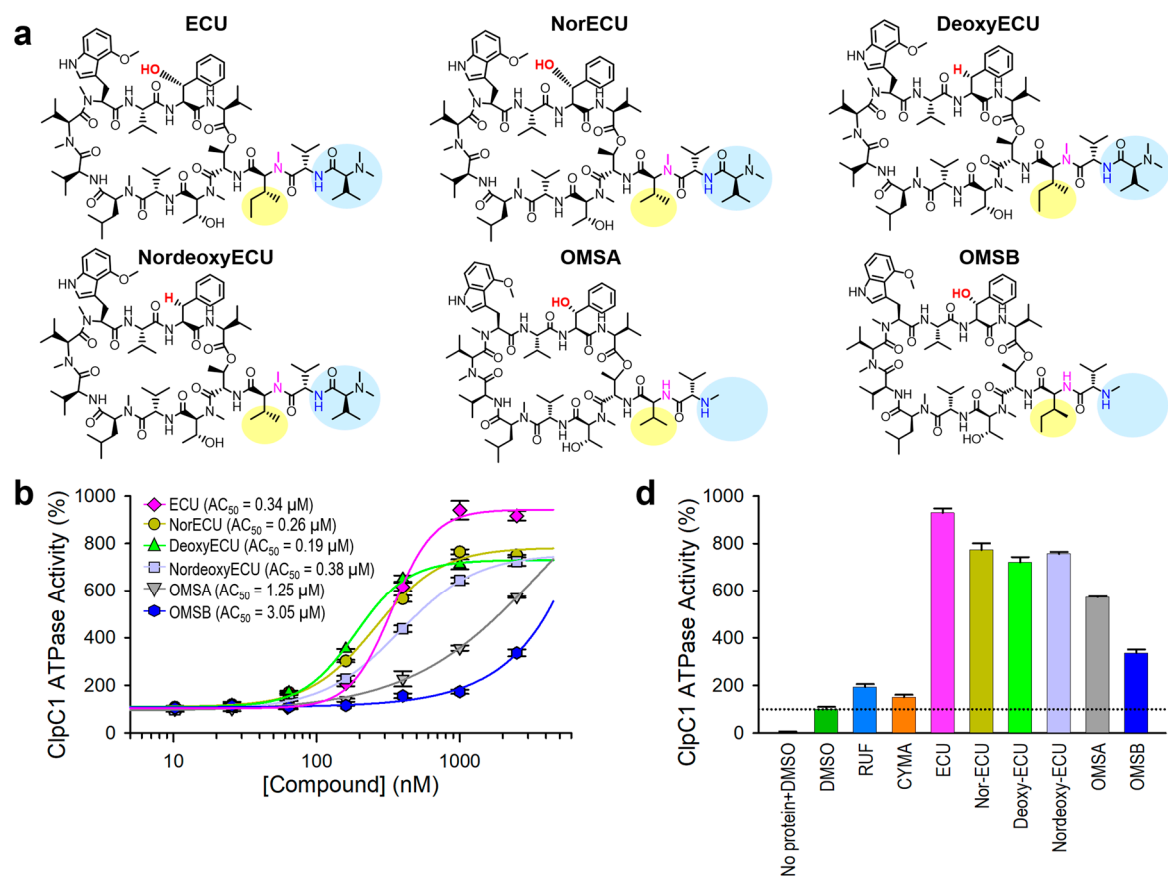 a
ECU
NorECU
DeoxyECU
NordeoxyECU
OMSA
OMSB
b
ClpC1 ATPase Activity (%)
1000
800
600
400
200
0
10
100
1000
[Compound] (nM)
ECU (AC50 = 0.34 µM)
NorECU (AC50 = 0.26 µM)
DeoxyECU (AC50 = 0.19 µM)
NordeoxyECU (AC50 = 0.38 µM)
OMSA (AC50 = 1.25 µM)
OMSB (AC50 = 3.05 µM)
d
ClpC1 ATPase Activity (%)
1000
800
600
400
200
0
No protein+DMSO
DMSO
RUF
CYMA
ECU
Nor-ECU
Deoxy-ECU
Nordeoxy-ECU
OMSA
OMSB